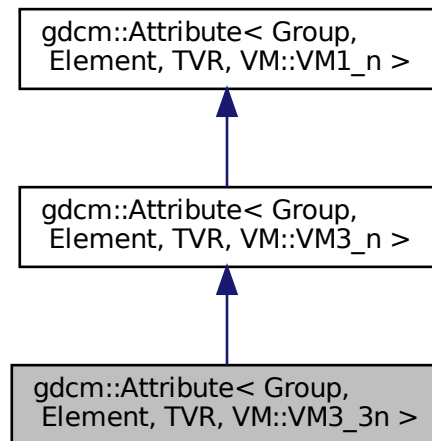 gdcm::Attribute< Group,
Element, TVR, VM::VM1_n >
gdcm::Attribute< Group,
Element, TVR, VM::VM3_n >
gdcm::Attribute< Group,
Element, TVR, VM::VM3_3n >